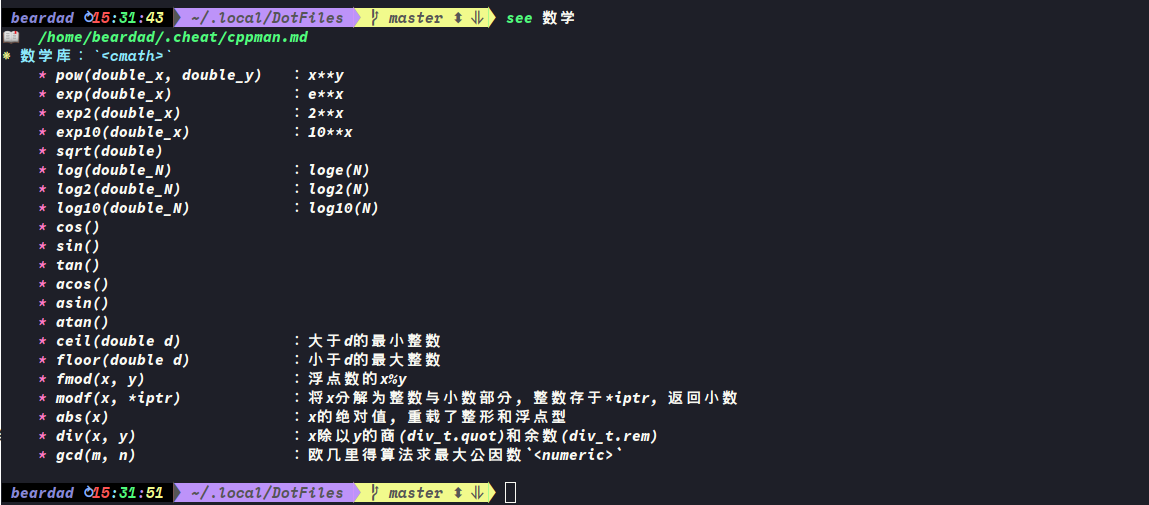 beardad 15:31:43 ~/.local/DotFiles master see 数学
/home/beardad/.cheat/cppman.md
* 数学库：`<cmath>`
* pow(double_x, double_y) ：x**y
* exp(double_x) ：e**x
* exp2(double_x) ：2**x
* exp10(double_x) ：10**x
* sqrt(double)
* log(double_N) ：loge(N)
* log2(double_N) ：log2(N)
* log10(double_N) ：log10(N)
* cos()
* sin()
* tan()
* acos()
* asin()
* atan()
* ceil(double d) ：大于d的最小整数
* floor(double d) ：小于d的最大整数
* fmod(x, y) ：浮点数的x%y
* modf(x, *iptr) ：将x分解为整数与小数部分，整数存于*iptr，返回小数
* abs(x) ：x的绝对值，重载了整形和浮点型
* div(x, y) ：x除以y的商(div_t.quot)和余数(div_t.rem)
* gcd(m, n) ：欧几里得算法求最大公因数`<numeric>`
beardad 15:31:51 ~/.local/DotFiles master